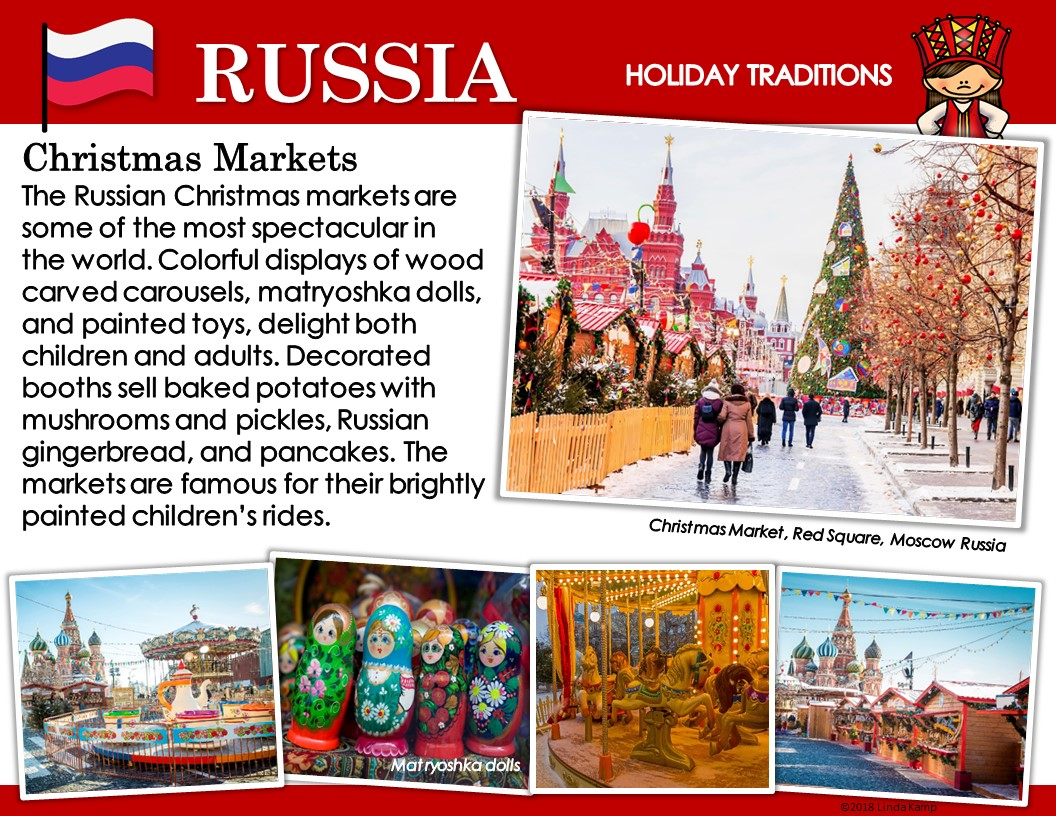 RUSSIA
HOLIDAY TRADITIONS
Christmas Markets
The Russian Christmas markets are
some of the most spectacular in
the world. Colorful displays of wood
carved carousels, matryoshka dolls,
and painted toys, delight both
children and adults. Decorated
booths sell baked potatoes with
mushrooms and pickles, Russian
gingerbread, and pancakes. The
markets are famous for their brightly
painted children’s rides.
Christmas Market, Red Square, Moscow Russia
Matryoshka dolls
©2018 Linda Kamp